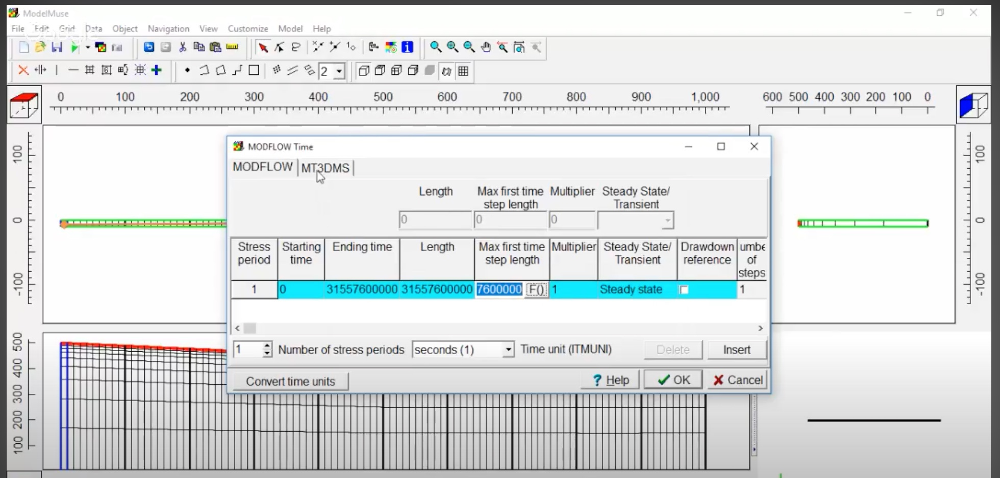 ModelMuse
File Edit Grid Data Object Navigation View Customize Model Help
2
0 100 200 300 400 500 600 700 800 900 1,000
600 500 400 300 200 100 0
100
0
-100
100
0
-100
MODFLOW Time
MODFLOW MT3DMS
Length Max first time step length Multiplier Steady State/ Transient
0 0 0
Stress period Starting time Ending time Length Max first time step length Multiplier Steady State/ Transient Drawdown reference umbe of steps
1 0 31557600000 31557600000 7600000 F() 1 Steady state 1
1 Number of stress periods seconds (1) Time unit (ITMUNI) Delete Insert
Convert time units ? Help OK Cancel
500
400
300
200
100